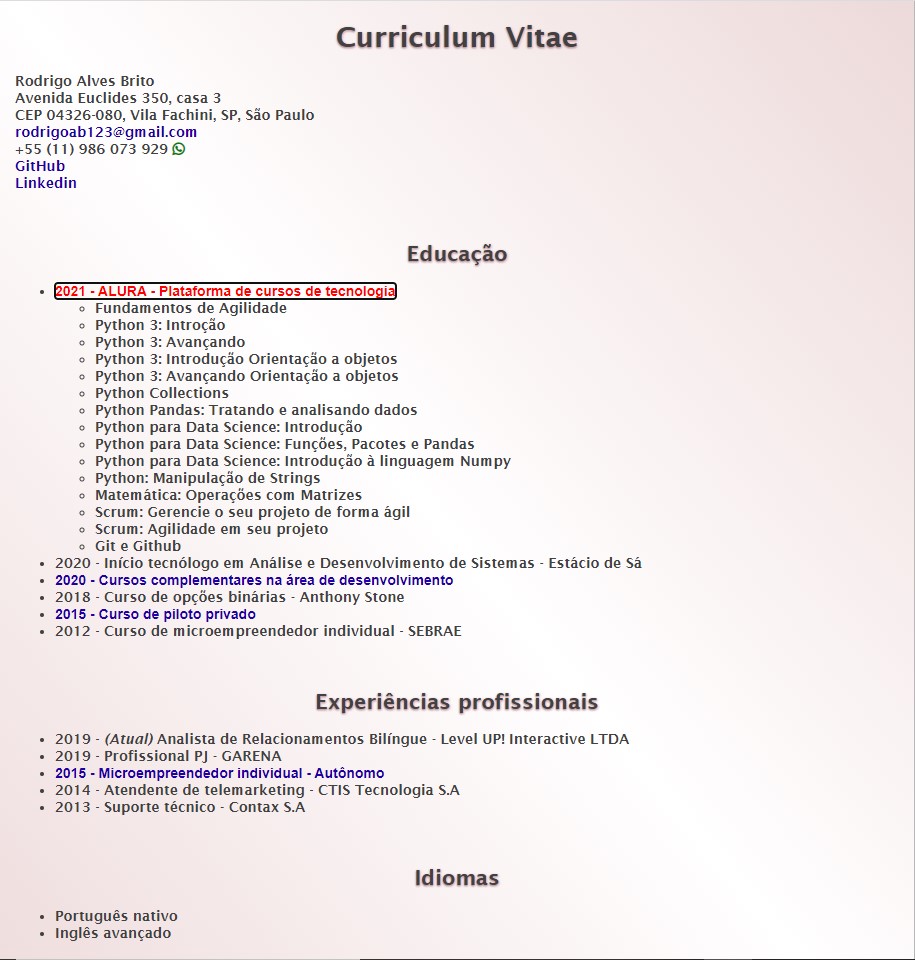 Curriculum Vitae
Rodrigo Alves Brito
Avenida Euclides 350, casa 3
CEP 04326-080, Vila Fachini, SP, São Paulo
rodrigoab123@gmail.com
+55 (11) 986 073 929
GitHub
Linkedin
Educação
2021 - ALURA - Plataforma de cursos de tecnologia
Fundamentos de Agilidade
Python 3: Introção
Python 3: Avançando
Python 3: Introdução Orientação a objetos
Python 3: Avançando Orientação a objetos
Python Collections
Python Pandas: Tratando e analisando dados
Python para Data Science: Introdução
Python para Data Science: Funções, Pacotes e Pandas
Python para Data Science: Introdução à linguagem Numpy
Python: Manipulação de Strings
Matemática: Operações com Matrizes
Scrum: Gerencie o seu projeto de forma ágil
Scrum: Agilidade em seu projeto
Git e Github
2020 - Início tecnólogo em Análise e Desenvolvimento de Sistemas - Estácio de Sá
2020 - Cursos complementares na área de desenvolvimento
2018 - Curso de opções binárias - Anthony Stone
2015 - Curso de piloto privado
2012 - Curso de microempreendedor individual - SEBRAE
Experiências profissionais
2019 - (Atual) Analista de Relacionamentos Bilíngue - Level UP! Interactive LTDA
2019 - Profissional PJ - GARENA
2015 - Microempreendedor individual - Autônomo
2014 - Atendente de telemarketing - CTIS Tecnologia S.A
2013 - Suporte técnico - Contax S.A
Idiomas
Português nativo
Inglês avançado